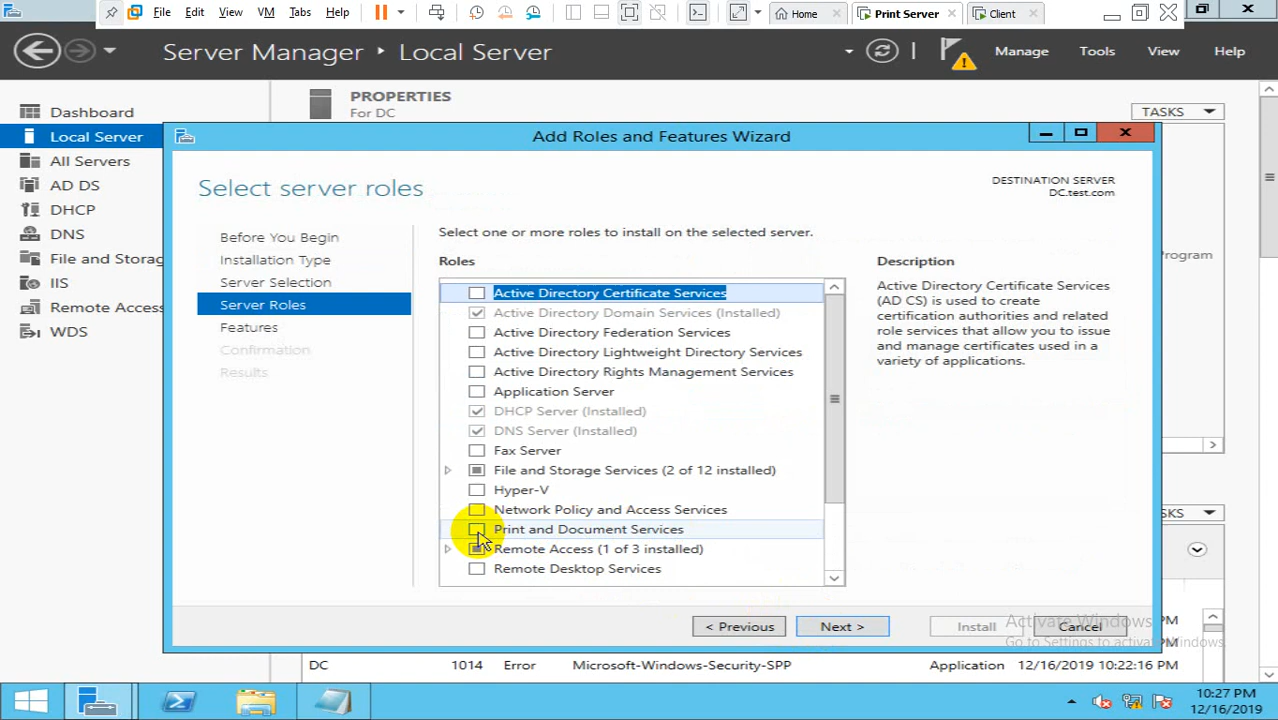 File Edit View VM Tabs Help Home Print Server Client
Server Manager Local Server Manage Tools View Help
Dashboard
Local Server
All Servers
AD DS
DHCP
DNS
File and Storag
IIS
Remote Access
WDS
PROPERTIES
For DC
TASKS
Add Roles and Features Wizard
Select server roles
DESTINATION SERVER
DC.test.com
Before You Begin
Installation Type
Server Selection
Server Roles
Features
Confirmation
Results
Select one or more roles to install on the selected server.
Roles
Active Directory Certificate Services
Active Directory Domain Services (Installed)
Active Directory Federation Services
Active Directory Lightweight Directory Services
Active Directory Rights Management Services
Application Server
DHCP Server (Installed)
DNS Server (Installed)
Fax Server
File and Storage Services (2 of 12 installed)
Hyper-V
Network Policy and Access Services
Print and Document Services
Remote Access (1 of 3 installed)
Remote Desktop Services
Description
Active Directory Certificate Services
(AD CS) is used to create
certification authorities and related
role services that allow you to issue
and manage certificates used in a
variety of applications.
rogram
SKS
< Previous Next > Install Cancel
Activate Windows
Go to Settings to activate Windows.
PM
PM
DC 1014 Error Microsoft-Windows-Security-SPP Application 12/16/2019 10:22:16 PM
10:27 PM
12/16/2019